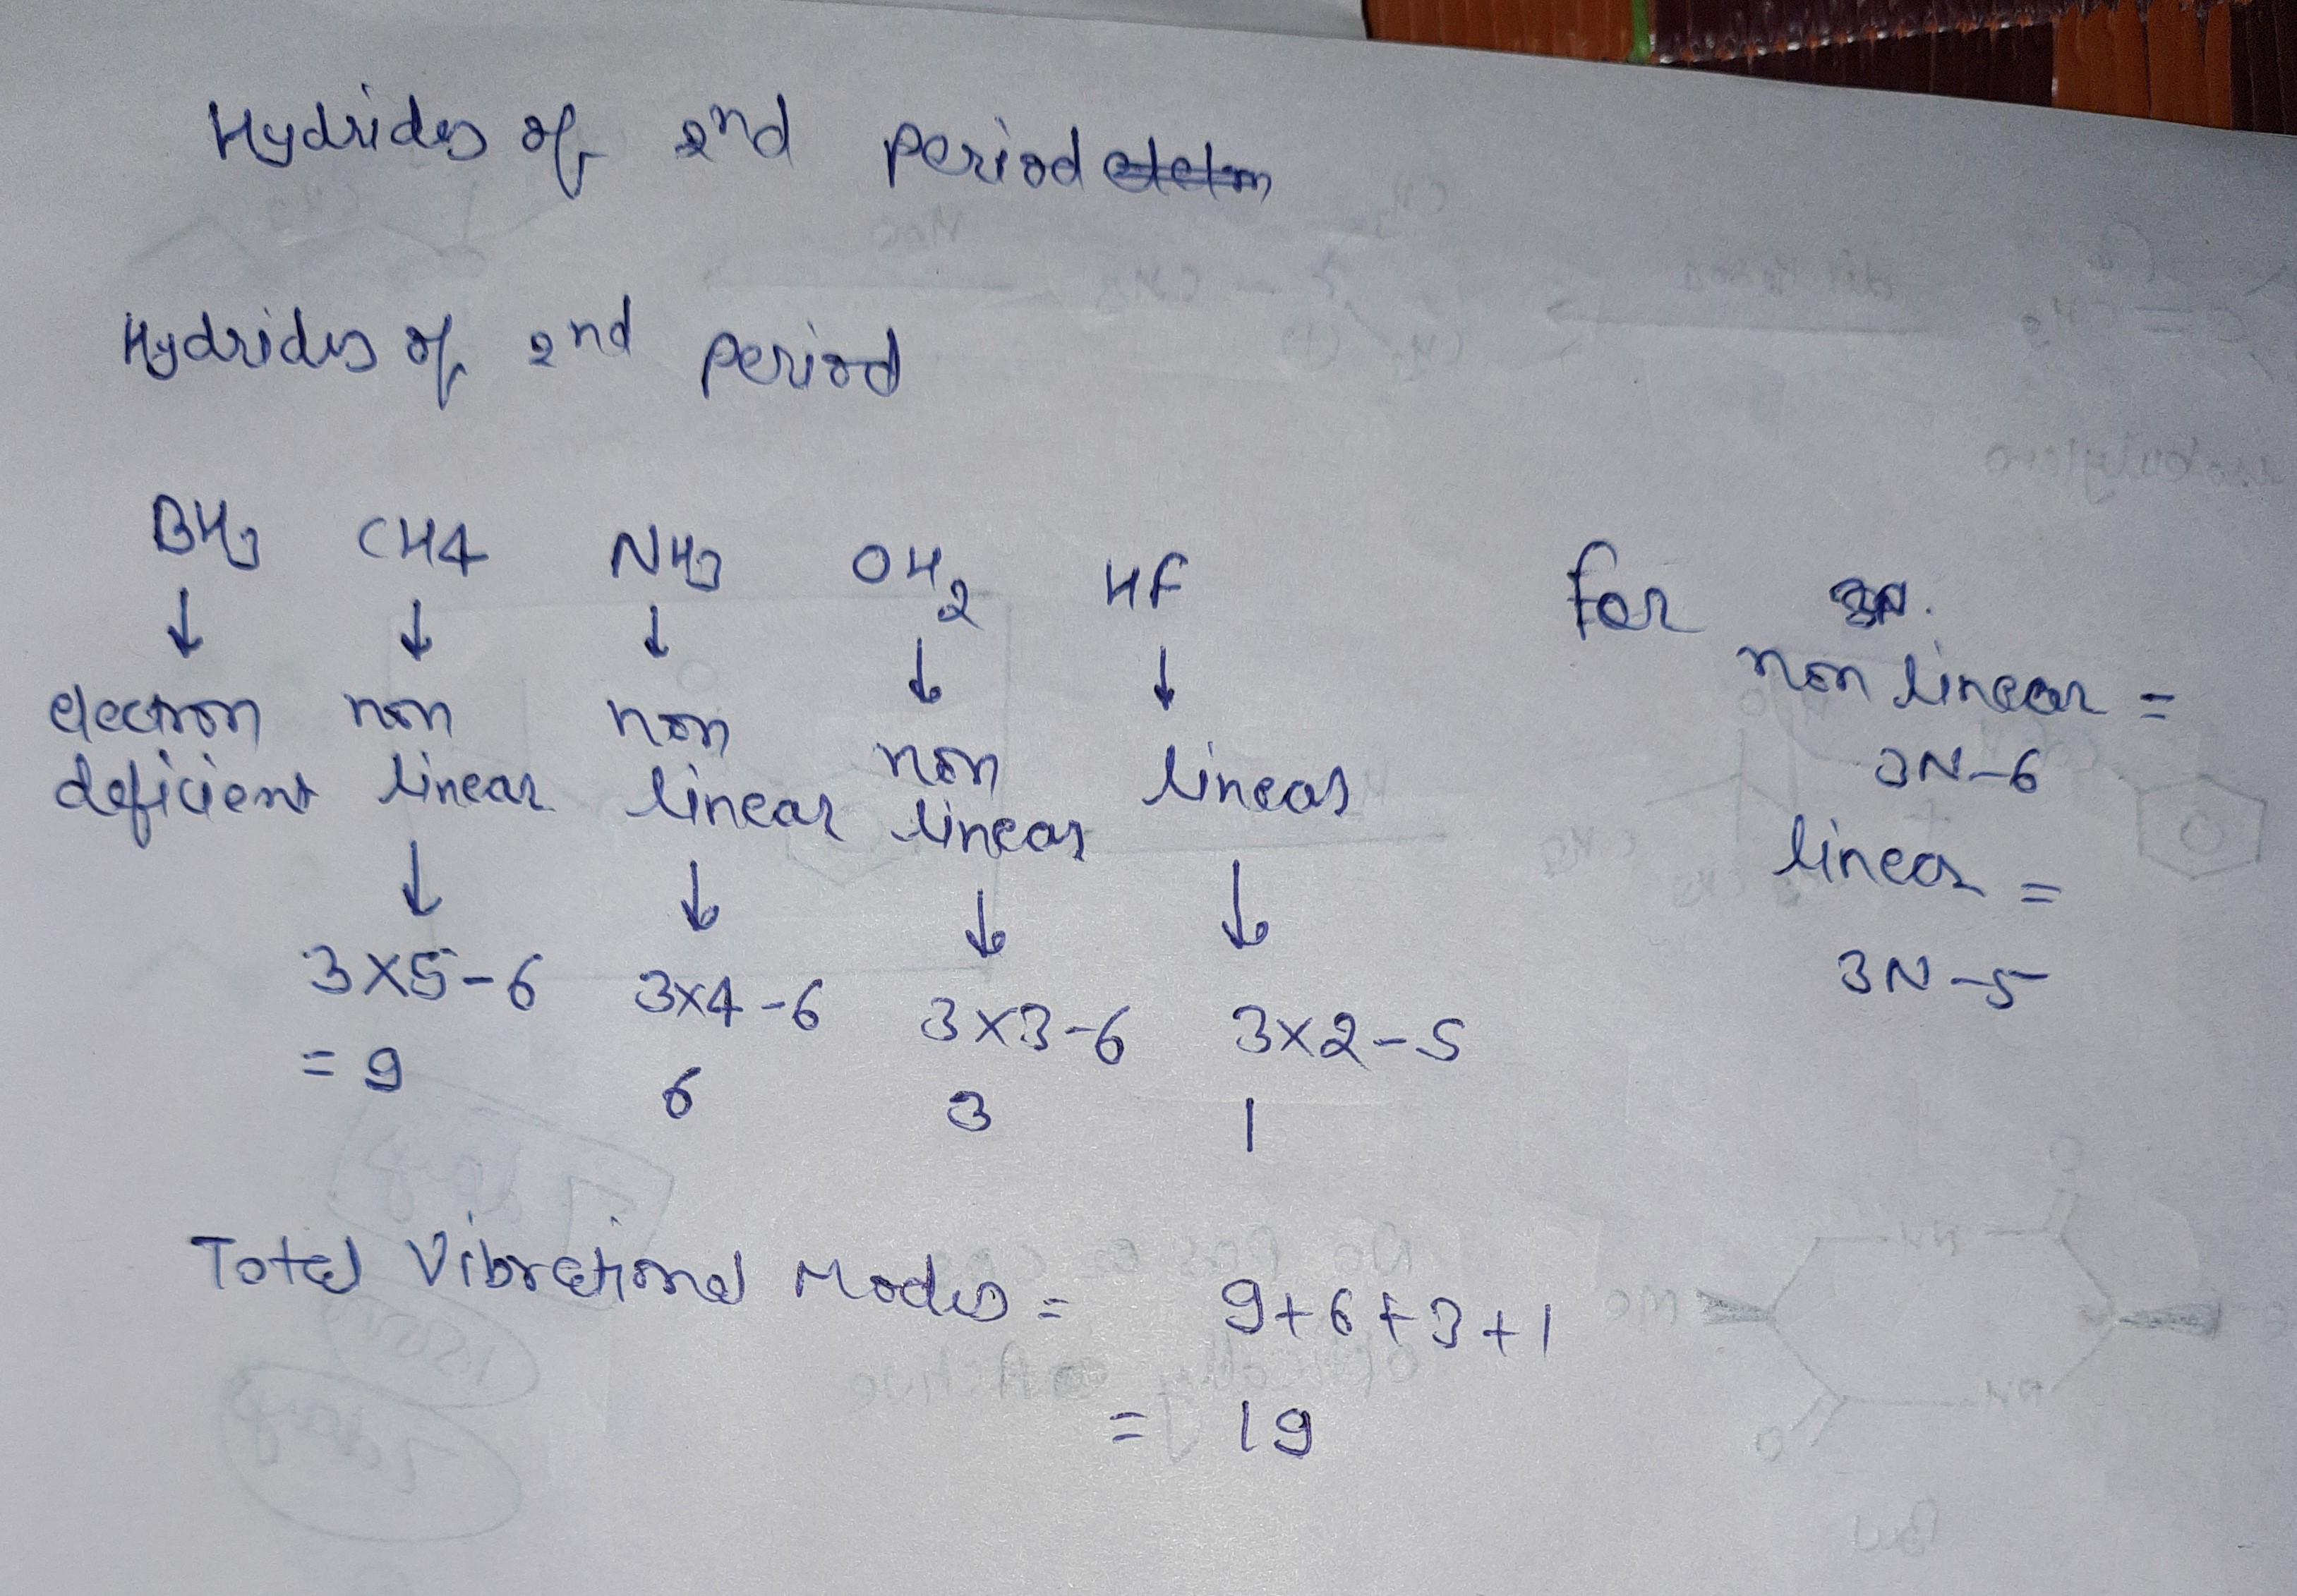 Hydrides of 2nd period
Hydrides of 2nd period
BH3 CH4 NH3 OH2 HF
↓ ↓ ↓ ↓ ↓
electron non non non linear
deficient linear linear linear
↓ ↓ ↓ ↓
3×5-6 3×4-6 3×3-6 3×2-5
= 9 6 3 1
For 3N.
non linear =
3N-6
linear =
3N-5
Total Vibrational Modes = 9+6+3+1
= 19